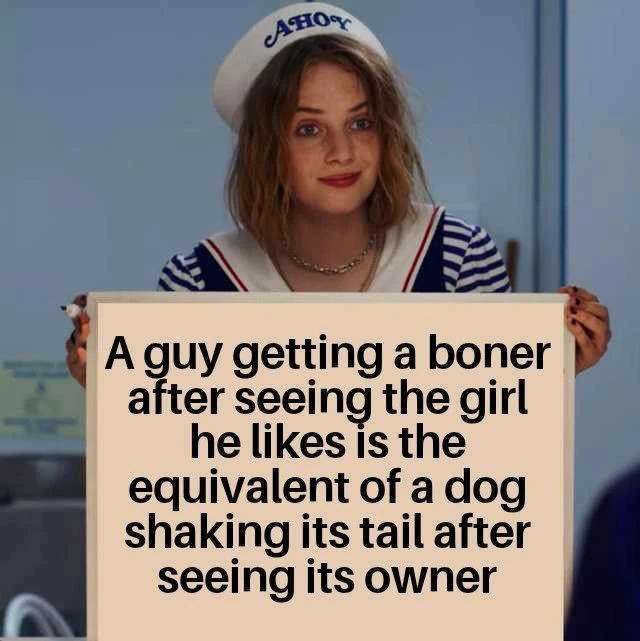 AHOY
A guy getting a boner
after seeing the girl
he likes is the
equivalent of a dog
shaking its tail after
seeing its owner